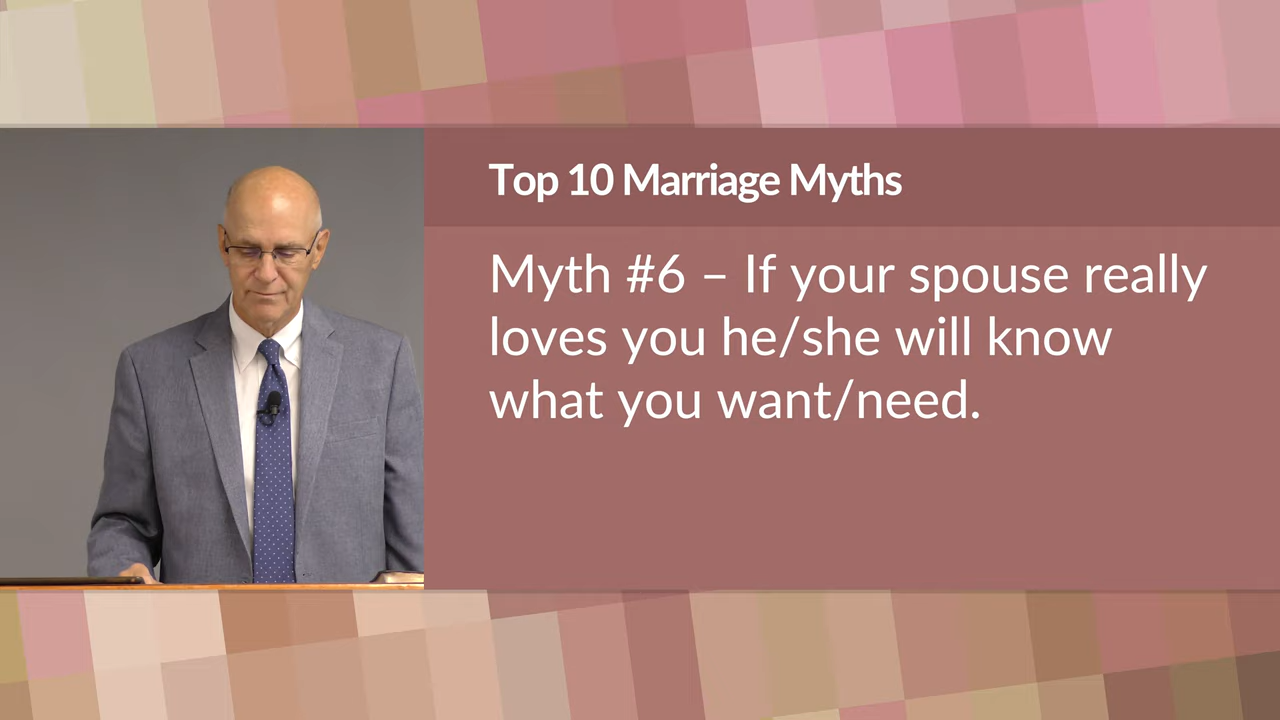 Top 10 Marriage Myths
Myth #6 – If your spouse really
loves you he/she will know
what you want/need.